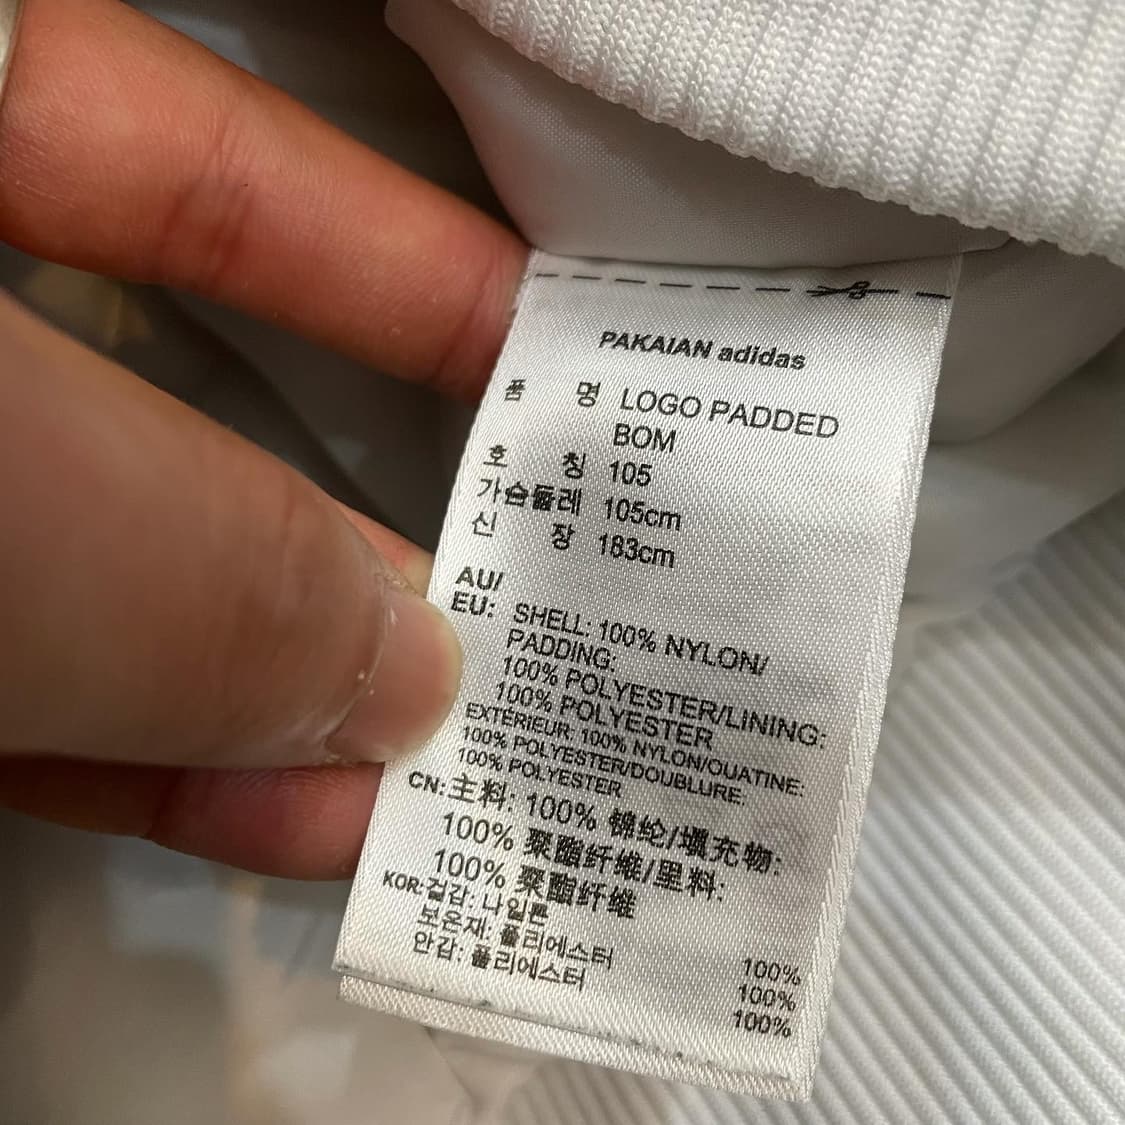 PAKAIAN adidas
품 명 LOGO PADDED
BOM
호 칭 105
가슴둘레 105cm
신 장 183cm
AU/
EU: SHELL: 100% NYLON/
PADDING:
100% POLYESTER/LINING:
100% POLYESTER
EXTÉRIEUR: 100% NYLON/OUATINE:
100% POLYESTER/DOUBLURE:
100% POLYESTER
CN:主料: 100% 锦纶/填充物:
100% 聚酯纤维/里料:
100% 聚酯纤维
KOR:겉감: 나일론 100%
보온재: 폴리에스터 100%
안감: 폴리에스터 100%